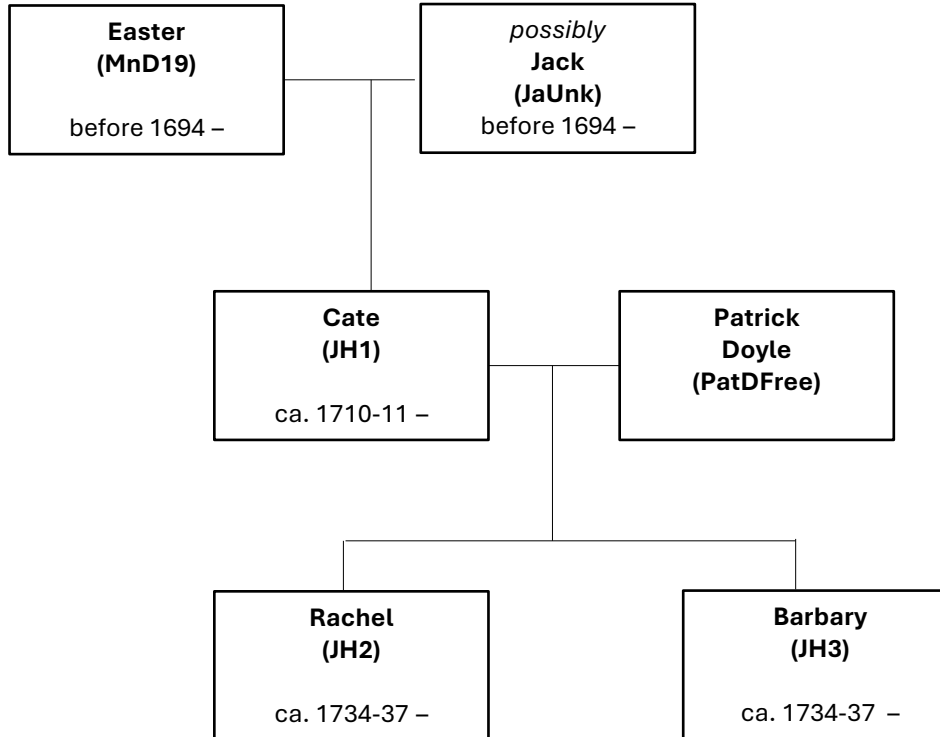 Easter
(MnD19)
before 1694 –
possibly
Jack
(JaUnk)
before 1694 –
Cate
(JH1)
ca. 1710-11 –
Patrick
Doyle
(PatDFree)
Rachel
(JH2)
ca. 1734-37 –
Barbary
(JH3)
ca. 1734-37 –